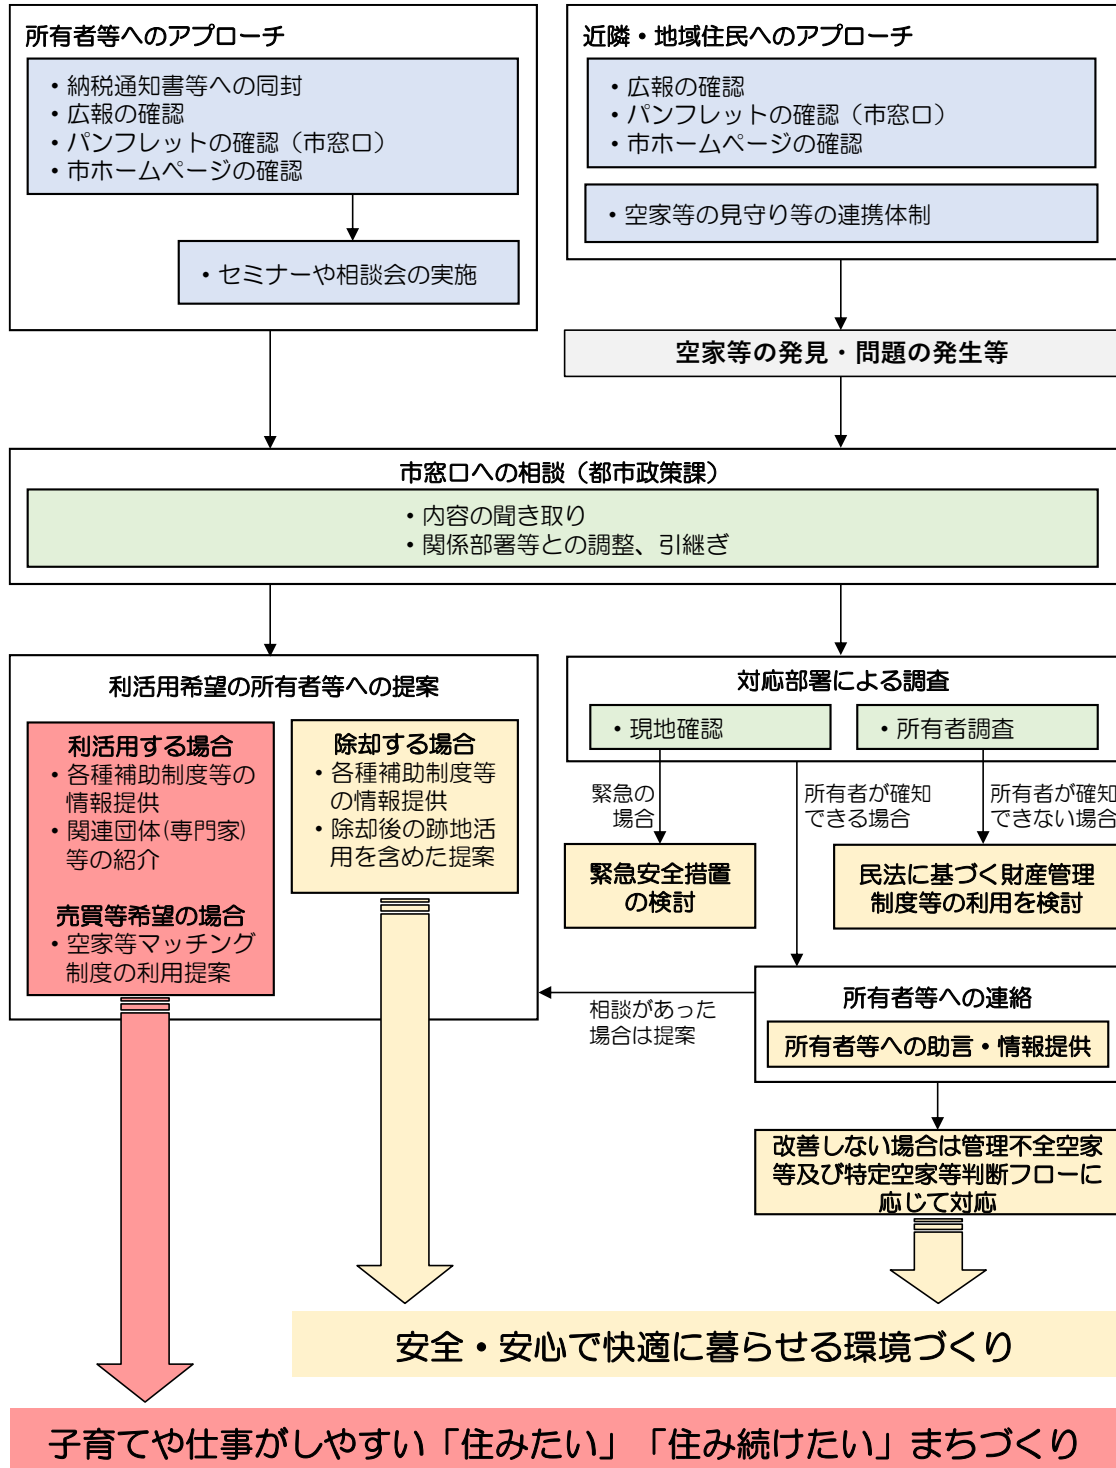 所有者等へのアプローチ
・納税通知書等への同封
・広報の確認
・パンフレットの確認（市窓口）
・市ホームページの確認
・セミナーや相談会の実施
近隣・地域住民へのアプローチ
・広報の確認
・パンフレットの確認（市窓口）
・市ホームページの確認
・空家等の見守り等の連携体制
空家等の発見・問題の発生等
市窓口への相談（都市政策課）
・内容の聞き取り
・関係部署等との調整、引継ぎ
利活用希望の所有者等への提案
利活用する場合
・各種補助制度等の
情報提供
・関連団体(専門家)
等の紹介
売買等希望の場合
・空家等マッチング
制度の利用提案
除却する場合
・各種補助制度等
の情報提供
・除却後の跡地活
用を含めた提案
対応部署による調査
・現地確認
・所有者調査
緊急の
場合
所有者が確知
できる場合
所有者が確知
できない場合
緊急安全措置
の検討
民法に基づく財産管理
制度等の利用を検討
所有者等への連絡
所有者等への助言・情報提供
相談があった
場合は提案
改善しない場合は管理不全空家
等及び特定空家等判断フローに
応じて対応
安全・安心で快適に暮らせる環境づくり
子育てや仕事がしやすい「住みたい」「住み続けたい」まちづくり